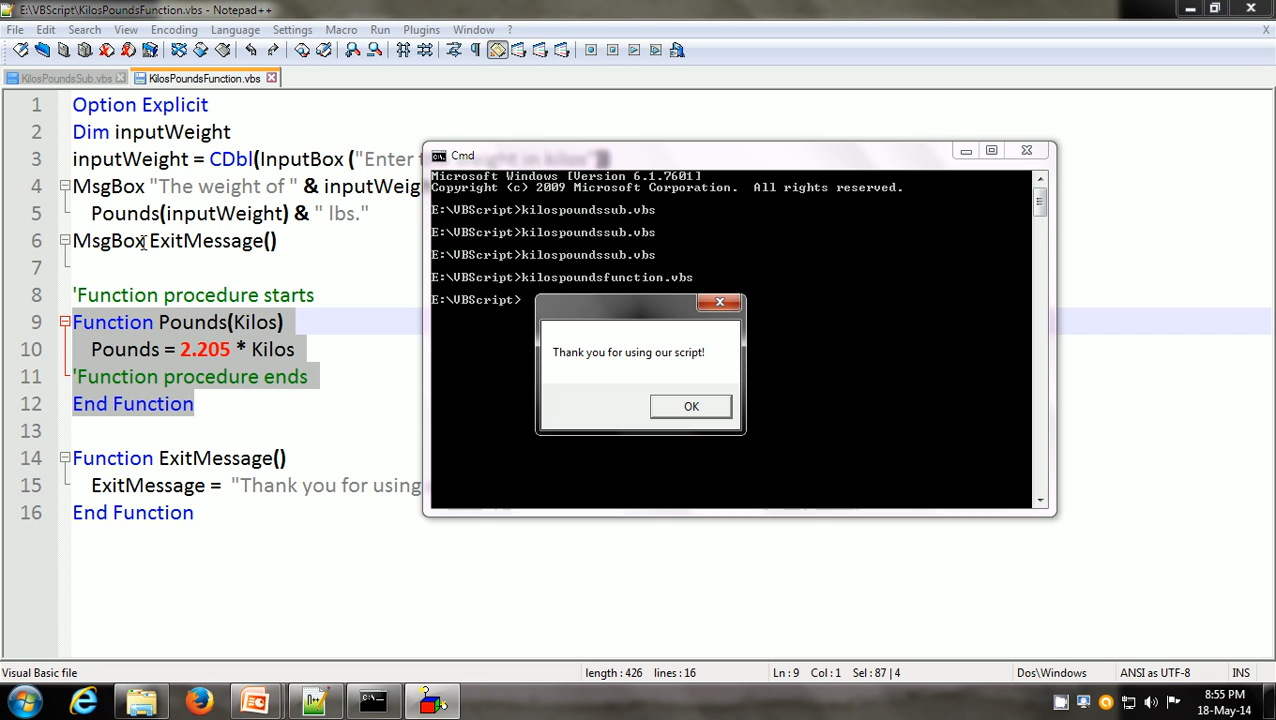 E:\VBScript\KilosPoundsFunction.vbs - Notepad++
File Edit Search View Encoding Language Settings Macro Run Plugins Window ? X
KilosPoundsSub.vbs KilosPoundsFunction.vbs
1 Option Explicit
2 Dim inputWeight
3 inputWeight = CDbl(InputBox ("Enter
4 MsgBox "The weight of " & inputWeig
5 Pounds(inputWeight) & " lbs."
6 MsgBox ExitMessage()
7
8 'Function procedure starts
9 Function Pounds(Kilos)
10 Pounds = 2.205 * Kilos
11 'Function procedure ends
12 End Function
13
14 Function ExitMessage()
15 ExitMessage = "Thank you for using
16 End Function
Cmd
Microsoft Windows [Version 6.1.7601]
Copyright (c) 2009 Microsoft Corporation. All rights reserved.
E:\VBScript>kilospoundssub.vbs
E:\VBScript>kilospoundssub.vbs
E:\VBScript>kilospoundssub.vbs
E:\VBScript>kilospoundsfunction.vbs
E:\VBScript>
Thank you for using our script!
OK
Visual Basic file length : 426 lines : 16 Ln : 9 Col : 1 Sel : 87 | 4 Dos\Windows ANSI as UTF-8 INS
8:55 PM
18-May-14